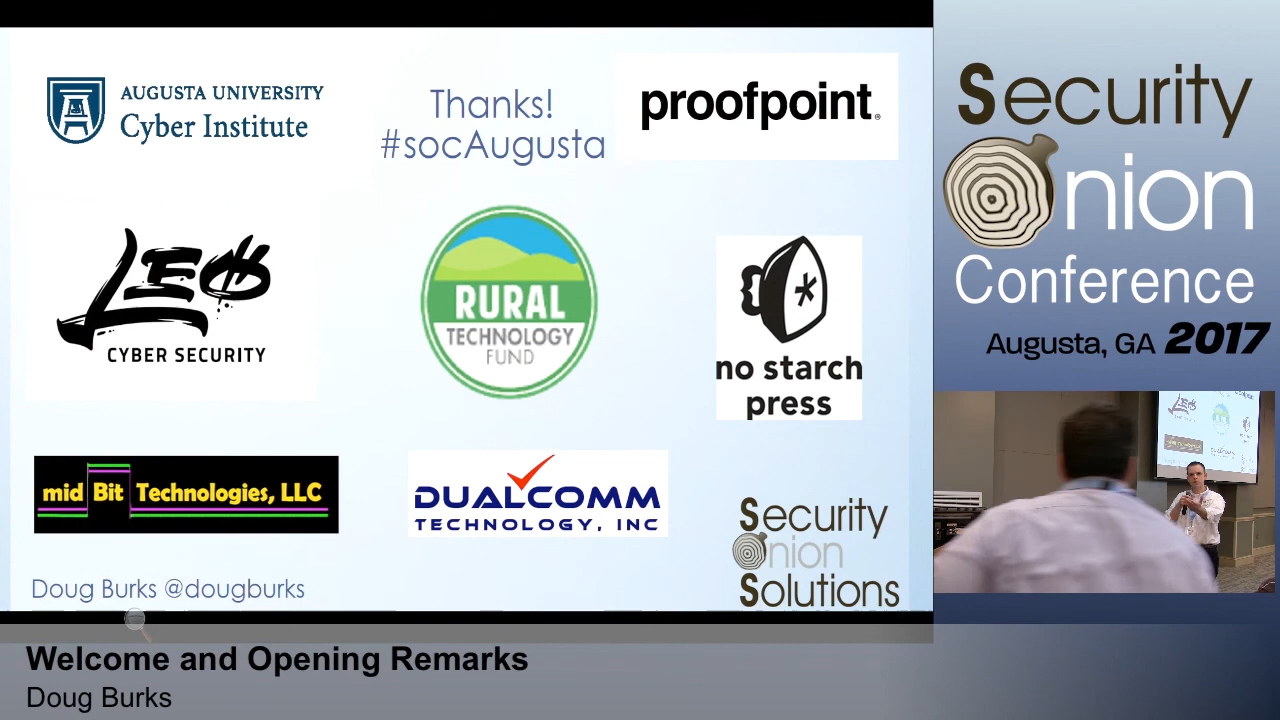 AUGUSTA UNIVERSITY
Cyber Institute
Thanks!
#socAugusta
proofpoint®
LEO
CYBER SECURITY
RURAL
TECHNOLOGY
FUND
no starch
press
mid Bit Technologies, LLC
DUALCOMM
TECHNOLOGY, INC
Security
Onion
Solutions
Doug Burks @dougburks
Security
Onion
Conference
Augusta, GA 2017
Welcome and Opening Remarks
Doug Burks